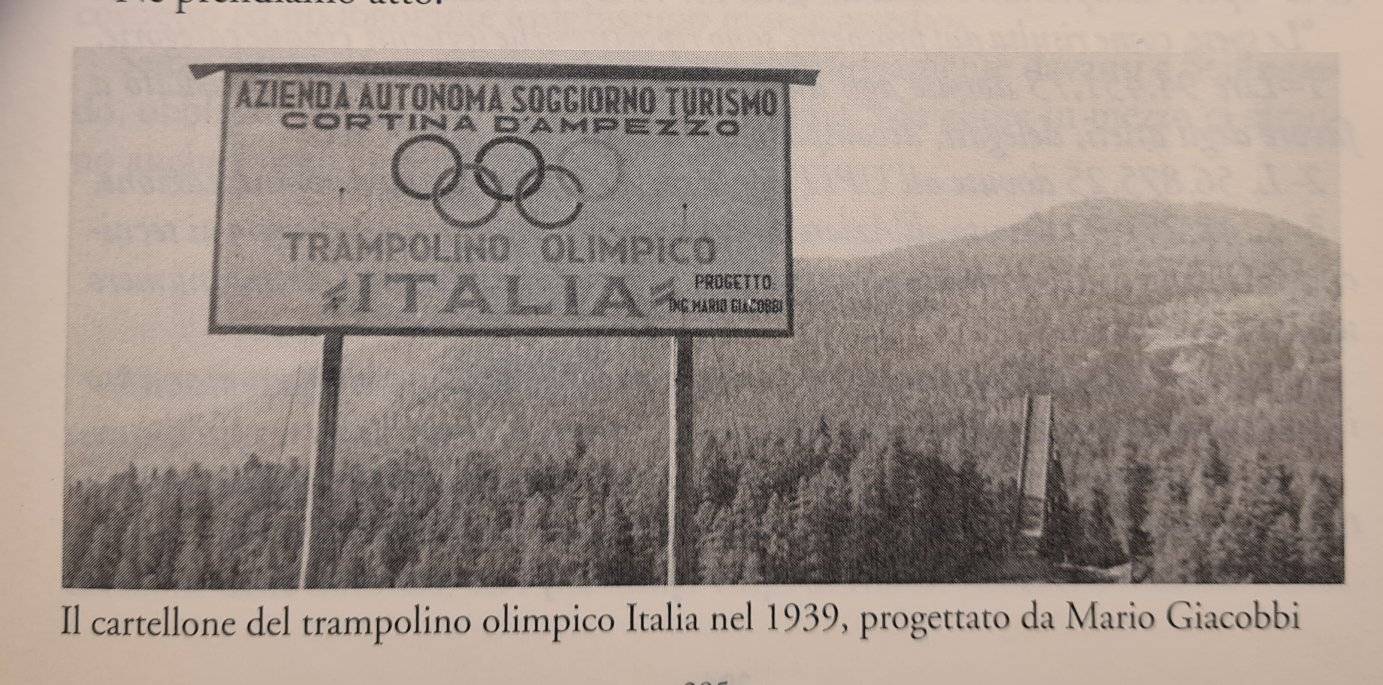 AZIENDA AUTONOMA SOGGIORNO TURISMO
CORTINA D'AMPEZZO
TRAMPOLINO OLIMPICO
ITALIA
PROGETTO
ING MARIO GIACOBBI
Il cartellone del trampolino olimpico Italia nel 1939, progettato da Mario Giacobbi